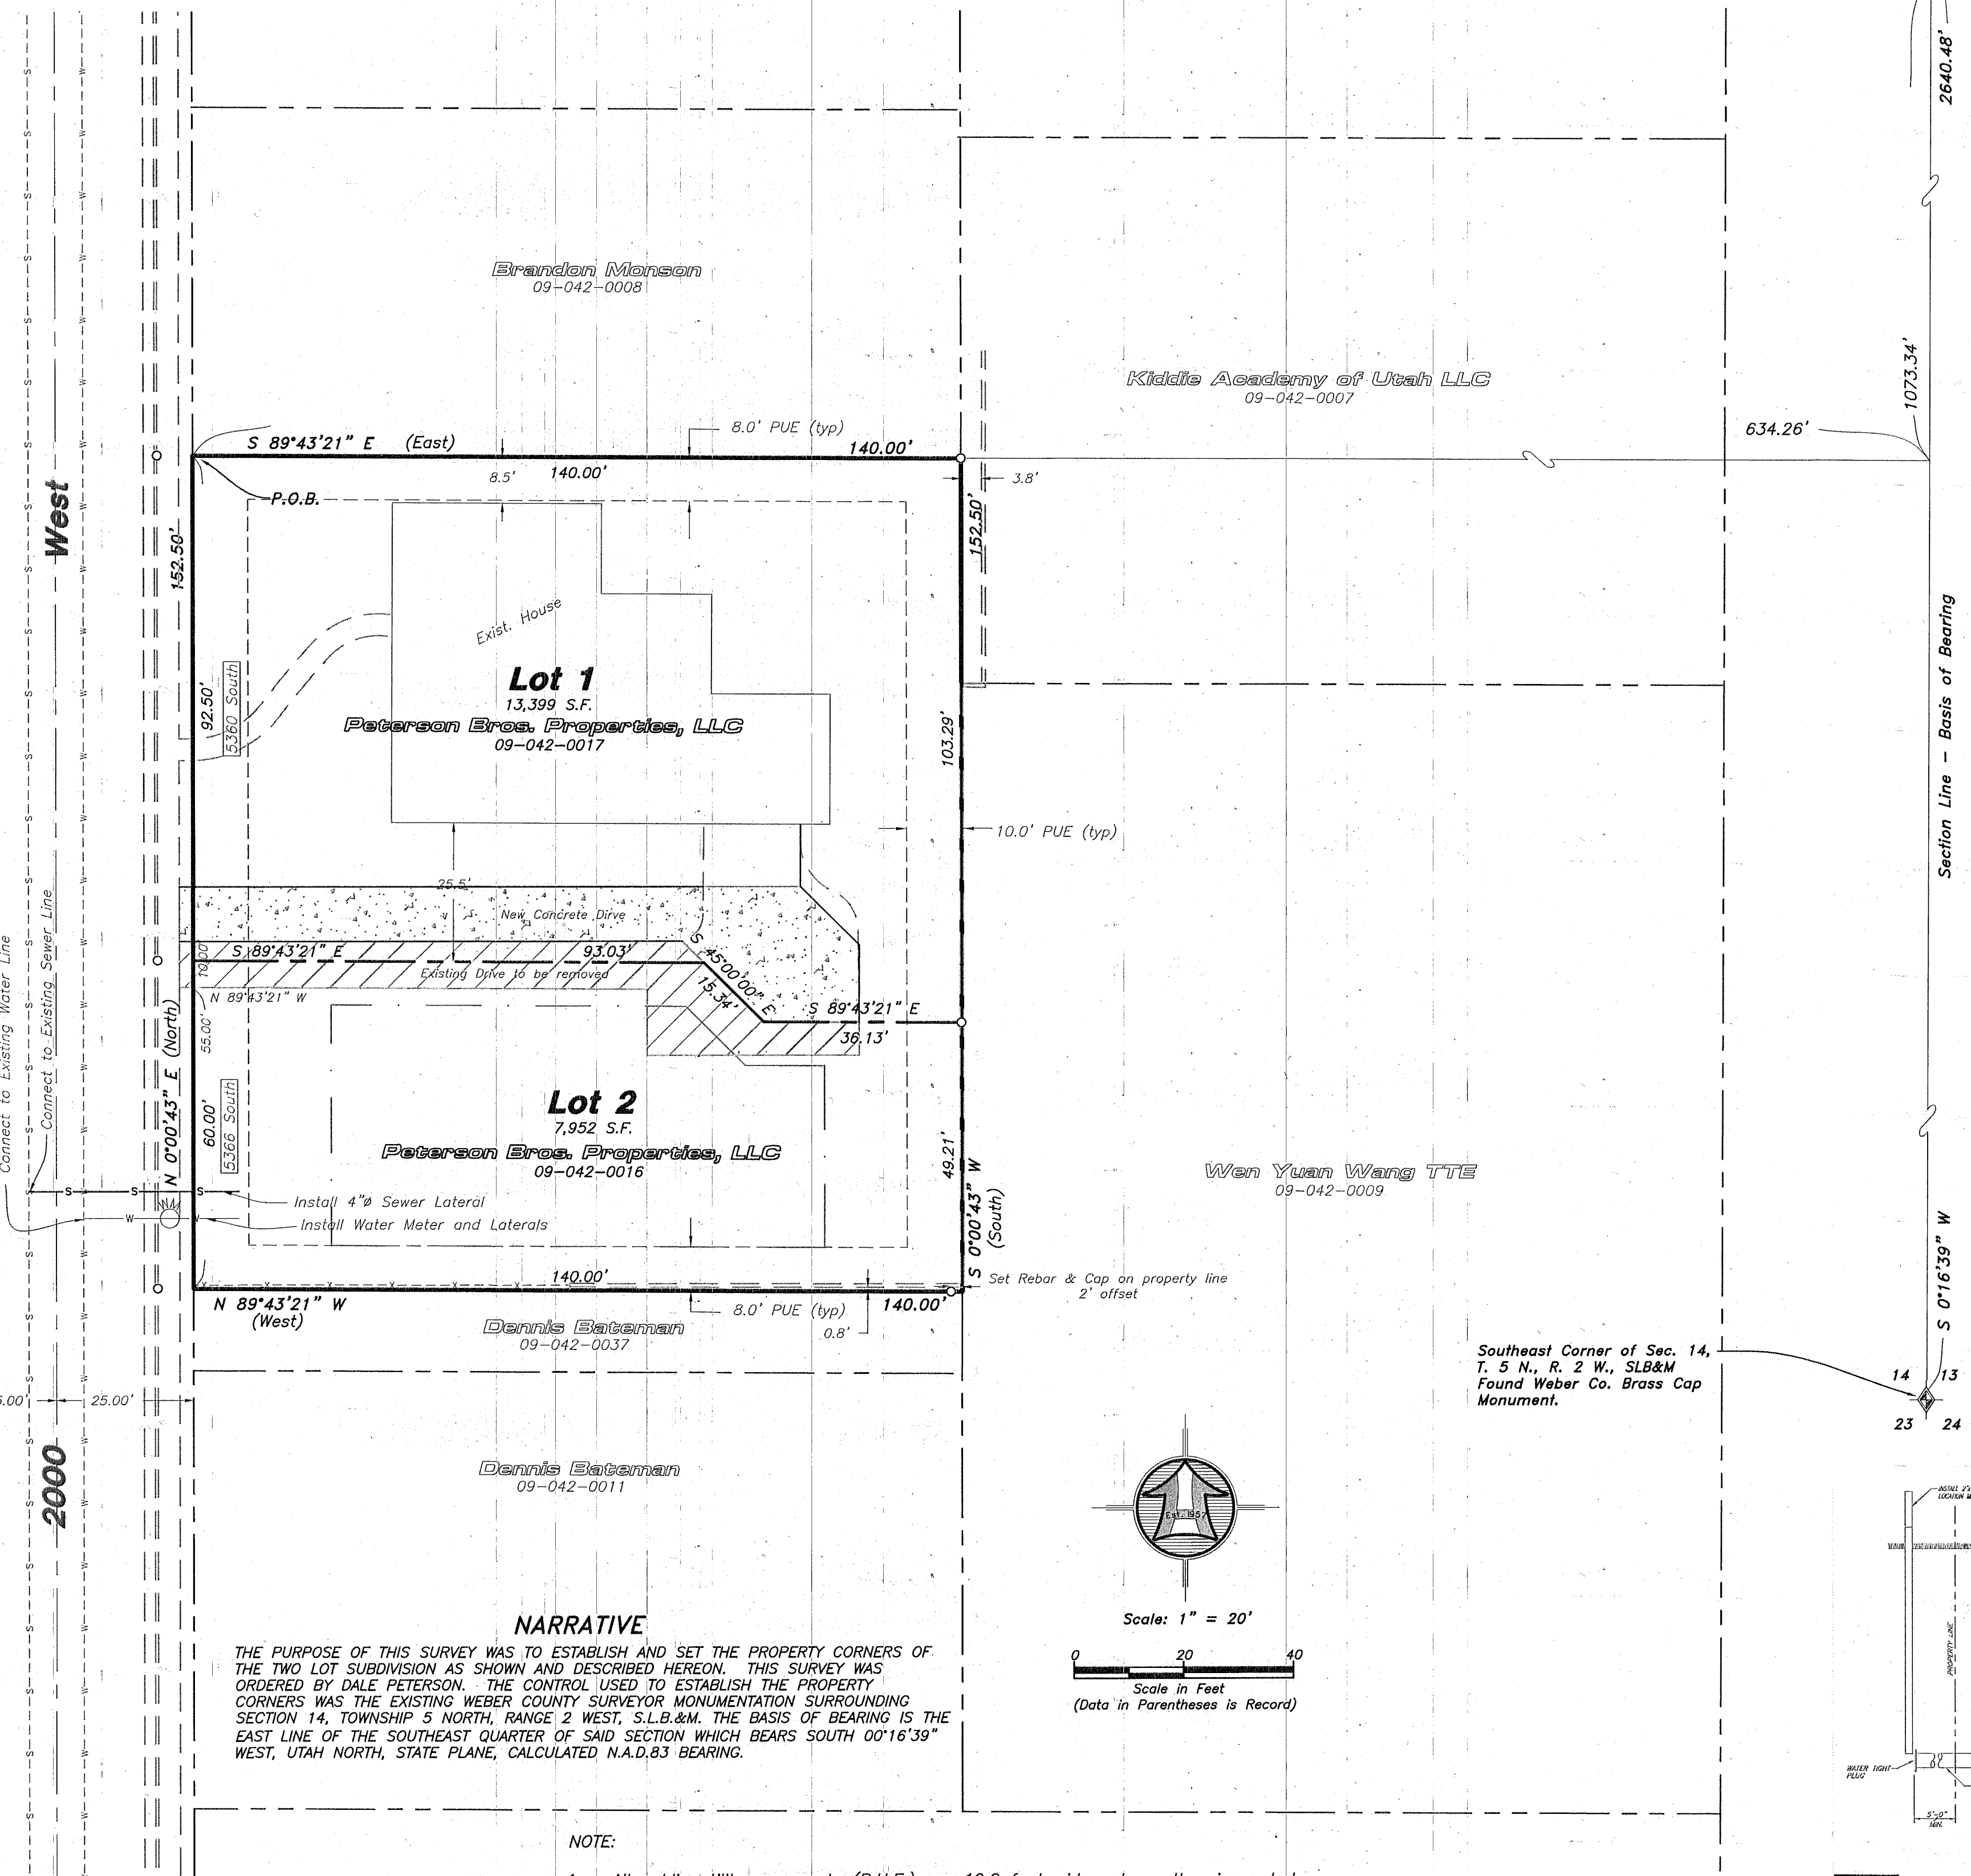 2640.48'
Brandon Monson
09-042-0008
Kiddie Academy of Utah LLC
09-042-0007
1073.34'
634.26'
S 89°43'21" E (East)
8.0' PUE (typ)
140.00'
8.5'
140.00'
3.8'
P.O.B.
West
152.50'
152.50'
Exist. House
Section Line - Basis of Bearing
Lot 1
13,399 S.F.
Peterson Bros. Properties, LLC
09-042-0017
92.50'
5360 South
103.29'
10.0' PUE (typ)
25.5'
New Concrete Dirve
S 89°43'21" E
93.03'
10.00'
Existing Drive to be removed
S 45°00'00" E
15.34'
N 89°43'21" W
S 89°43'21" E
36.13'
55.00'
Connect to Existing Water Line
Connect to Existing Sewer Line
N 0°00'43" E (North)
60.00'
5366 South
Lot 2
7,952 S.F.
Peterson Bros. Properties, LLC
09-042-0016
49.21'
S 0°00'43" W
(South)
Wen Yuan Wang TTE
09-042-0009
Install 4"ø Sewer Lateral
Install Water Meter and Laterals
S 0°16'39" W
140.00'
Set Rebar & Cap on property line
2' offset
N 89°43'21" W
(West)
8.0' PUE (typ)
140.00'
0.8'
Dennis Bateman
09-042-0037
Southeast Corner of Sec. 14,
T. 5 N., R. 2 W., SLB&M
Found Weber Co. Brass Cap
Monument.
14 13
23 24
25.00'
2000
Dennis Bateman
09-042-0011
Est. 1957
Scale: 1" = 20'
0 20 40
Scale in Feet
(Data in Parentheses is Record)
NARRATIVE
THE PURPOSE OF THIS SURVEY WAS TO ESTABLISH AND SET THE PROPERTY CORNERS OF
THE TWO LOT SUBDIVISION AS SHOWN AND DESCRIBED HEREON. THIS SURVEY WAS
ORDERED BY DALE PETERSON. THE CONTROL USED TO ESTABLISH THE PROPERTY
CORNERS WAS THE EXISTING WEBER COUNTY SURVEYOR MONUMENTATION SURROUNDING
SECTION 14, TOWNSHIP 5 NORTH, RANGE 2 WEST, S.L.B.&M. THE BASIS OF BEARING IS THE
EAST LINE OF THE SOUTHEAST QUARTER OF SAID SECTION WHICH BEARS SOUTH 00°16'39"
WEST, UTAH NORTH, STATE PLANE, CALCULATED N.A.D.83 BEARING.
INSTALL 2"
LOCATION
PROPERTY LINE
WATER TIGHT
PLUG
5'-0"
MIN.
NOTE: